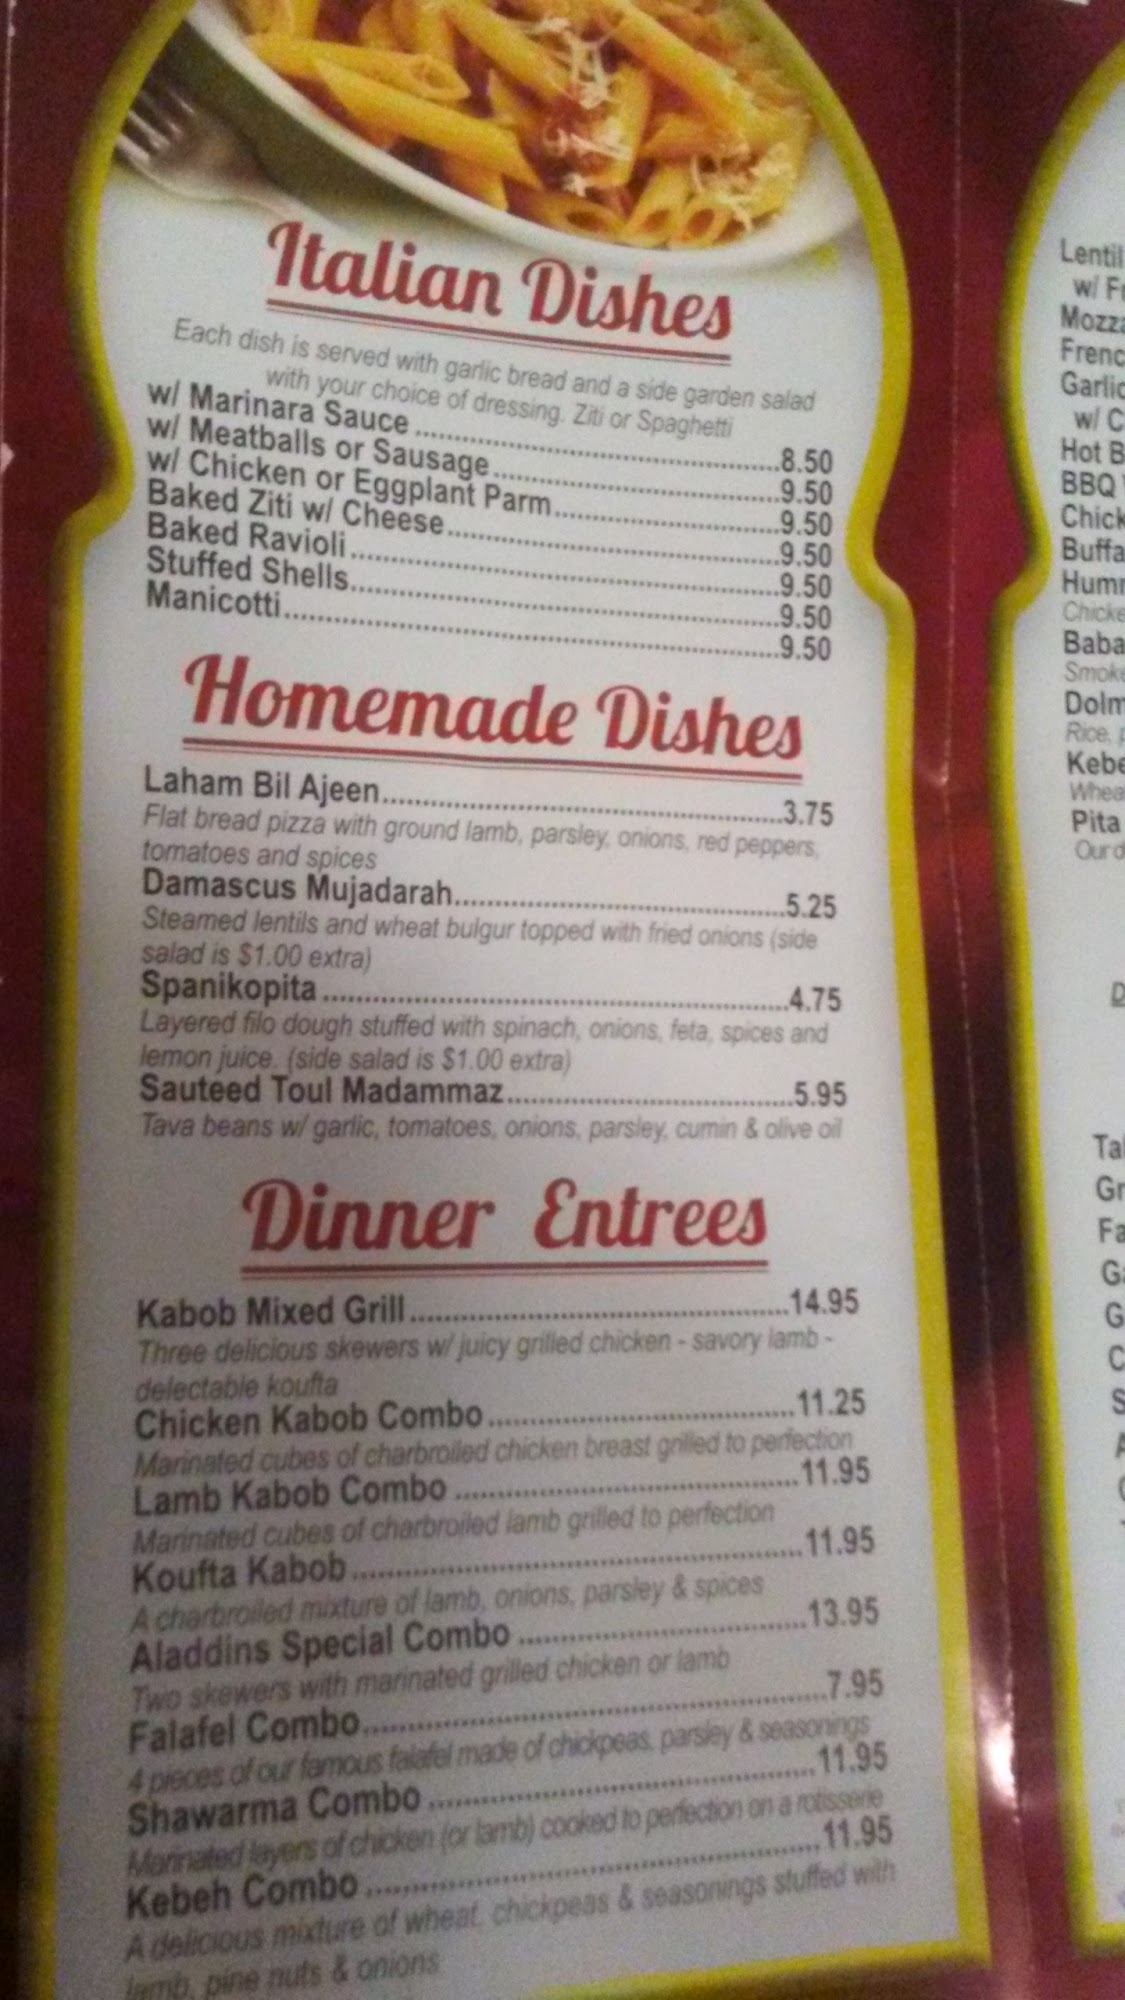 Italian Dishes
Each dish is served with garlic bread and a side garden salad
with your choice of dressing. Ziti or Spaghetti
w/ Marinara Sauce 8.50
w/ Meatballs or Sausage 9.50
w/ Chicken or Eggplant Parm 9.50
Baked Ziti w/ Cheese 9.50
Baked Ravioli 9.50
Stuffed Shells 9.50
Manicotti 9.50
Homemade Dishes
Laham Bil Ajeen 3.75
Flat bread pizza with ground lamb, parsley, onions, red peppers,
tomatoes and spices
Damascus Mujadarah 5.25
Steamed lentils and wheat bulgur topped with fried onions (side
salad is $1.00 extra)
Spanikopita 4.75
Layered filo dough stuffed with spinach, onions, feta, spices and
lemon juice. (side salad is $1.00 extra)
Sauteed Toul Madammaz 5.95
Tava beans w/ garlic, tomatoes, onions, parsley, cumin & olive oil
Dinner Entrees
Kabob Mixed Grill 14.95
Three delicious skewers w/ juicy grilled chicken - savory lamb -
delectable koufta
Chicken Kabob Combo 11.25
Marinated cubes of charbroiled chicken breast grilled to perfection
Lamb Kabob Combo 11.95
Marinated cubes of charbroiled lamb grilled to perfection
Koufta Kabob 11.95
A charbroiled mixture of lamb, onions, parsley & spices
Aladdins Special Combo 13.95
Two skewers with marinated grilled chicken or lamb
Falafel Combo 7.95
4 pieces of our famous falafel made of chickpeas, parsley & seasonings
Shawarma Combo 11.95
Marinated layers of chicken (or lamb) cooked to perfection on a rotisserie
Kebeh Combo 11.95
A delicious mixture of wheat, chickpeas & seasonings stuffed with
lamb, pine nuts & onions
Lentil
w/ Fr
Mozza
Frenc
Garlic
w/ C
Hot B
BBQ
Chick
Buffa
Humm
Chicke
Baba
Smoke
Dolm
Rice,
Kebe
Whea
Pita
Our d